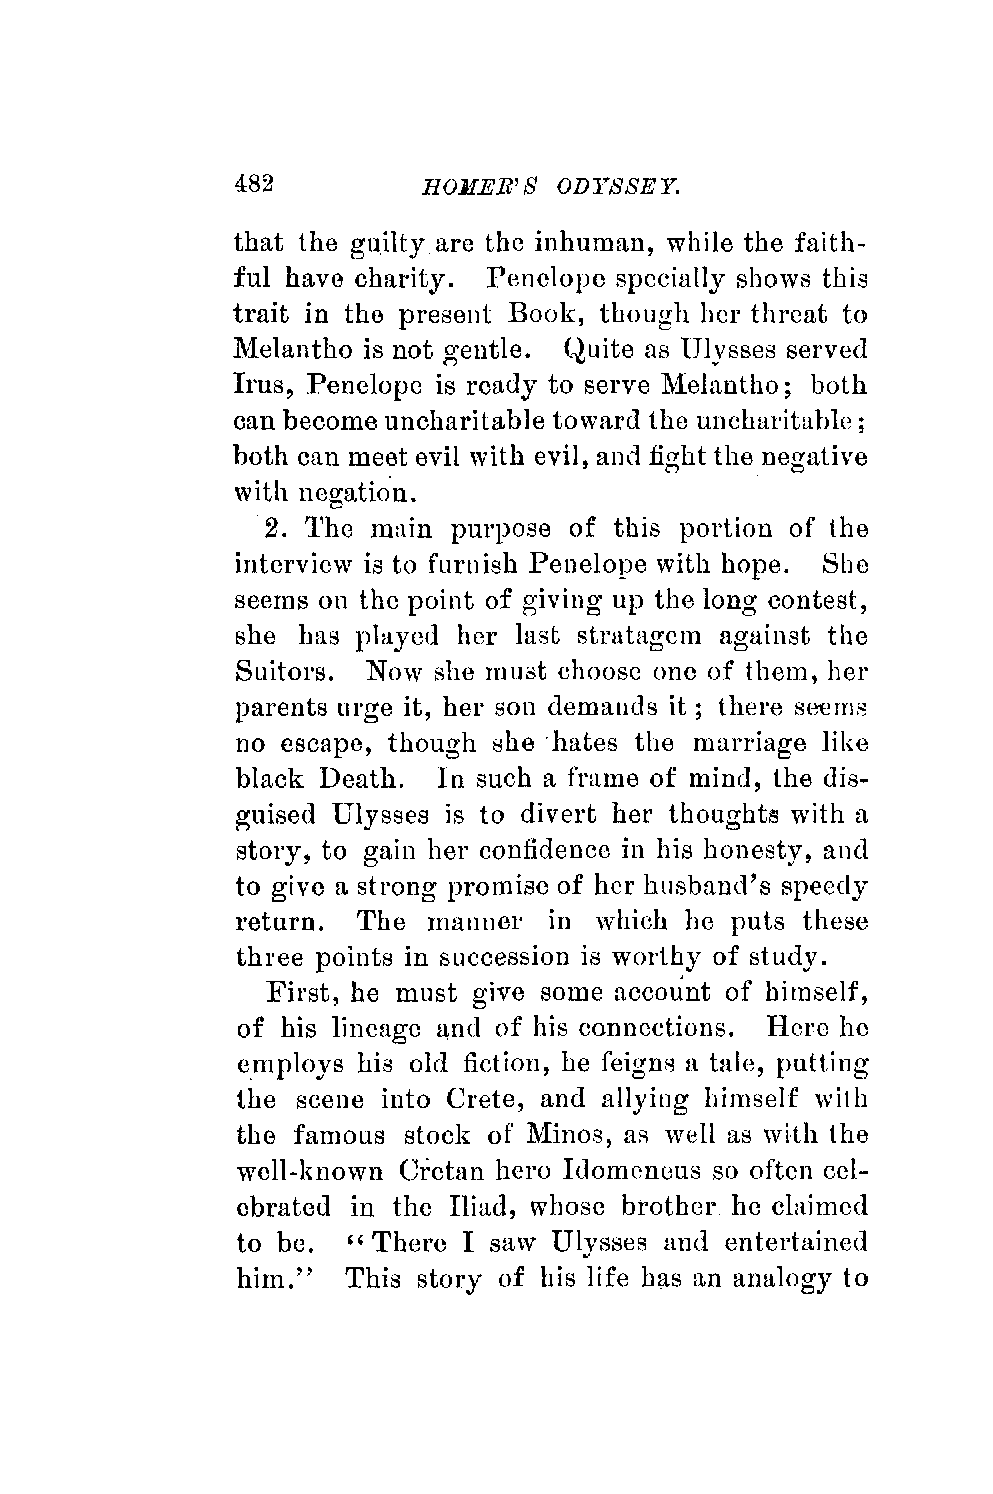 482 HOMER'S ODYSSEY.
that the guilty are the inhuman, while the faith-
ful have charity. Penelope specially shows this
trait in the present Book, though her threat to
Melantho is not gentle. Quite as Ulysses served
Irus, Penelope is ready to serve Melantho; both
can become uncharitable toward the uncharitable;
both can meet evil with evil, and fight the negative
with negation.
2. The main purpose of this portion of the
interview is to furnish Penelope with hope. She
seems on the point of giving up the long contest,
she has played her last stratagem against the
Suitors. Now she must choose one of them, her
parents urge it, her son demands it; there seems
no escape, though she hates the marriage like
black Death. In such a frame of mind, the dis-
guised Ulysses is to divert her thoughts with a
story, to gain her confidence in his honesty, and
to give a strong promise of her husband's speedy
return. The manner in which he puts these
three points in succession is worthy of study.
First, he must give some account of himself,
of his lineage and of his connections. Here he
employs his old fiction, he feigns a tale, putting
the scene into Crete, and allying himself with
the famous stock of Minos, as well as with the
well-known Cretan hero Idomeneus so often cel-
ebrated in the Iliad, whose brother he claimed
to be. "There I saw Ulysses and entertained
him." This story of his life has an analogy to